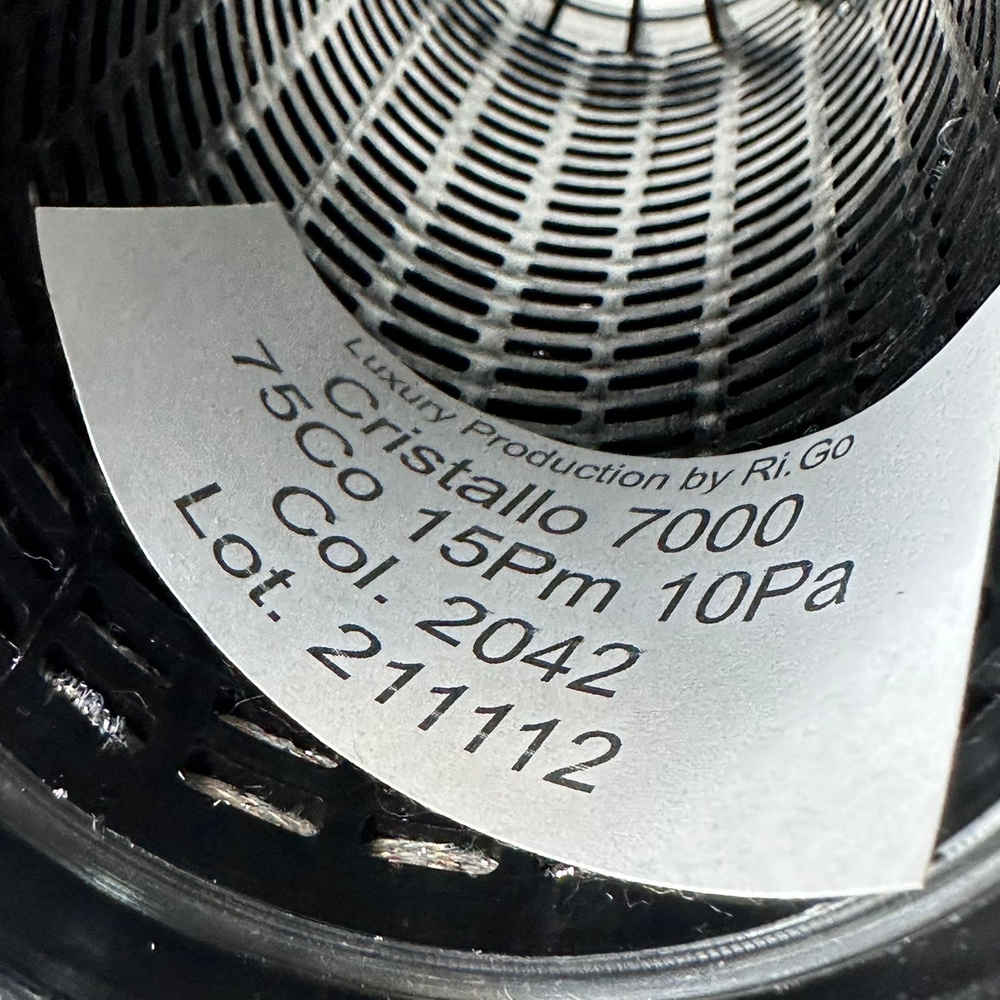 Luxury Production by Ri.Go
Cristallo 7000
75Co 15Pm 10Pa
Col. 2042
Lot. 211112